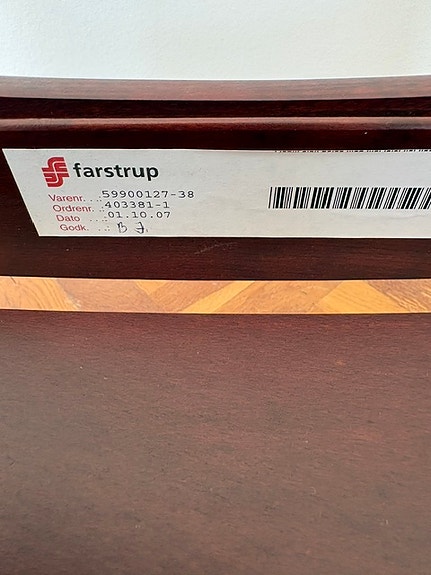 farstrup
Varenr. ..:59900127-38
Ordrenr. .:403381-1
Dato ....:01.10.07
Godk. ...: B J.